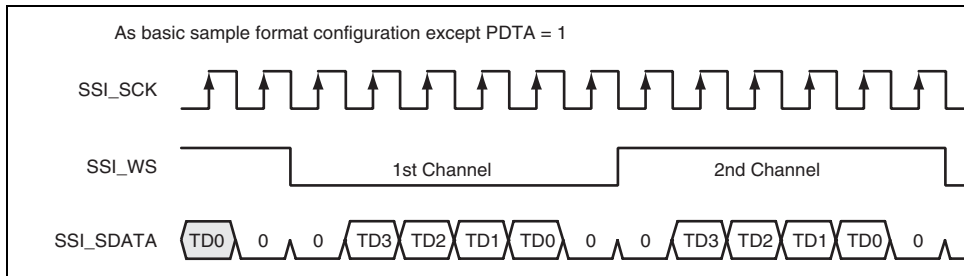 As basic sample format configuration except PDTA = 1
SSI_SCK
SSI_WS 1st Channel 2nd Channel
SSI_SDATA TD0 0 0 TD3 TD2 TD1 TD0 0 0 TD3 TD2 TD1 TD0 0